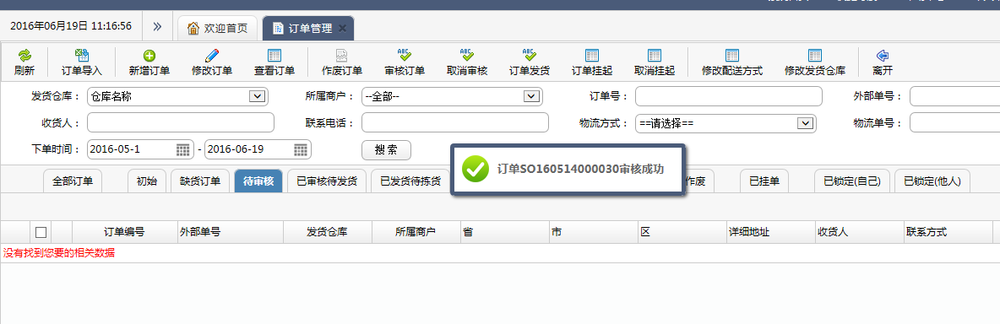 2016年06月19日 11:16:56
欢迎首页
订单管理
刷新 订单导入 新增订单 修改订单 查看订单 作废订单 审核订单 取消审核 订单发货 订单挂起 取消挂起 修改配送方式 修改发货仓库 离开
发货仓库： 仓库名称 所属商户： --全部-- 订单号： 外部单号：
收货人： 联系电话： 物流方式： ==请选择== 物流单号：
下单时间： 2016-05-1 - 2016-06-19 搜索
订单SO160514000030审核成功
全部订单 初始 缺货订单 待审核 已审核待发货 已发货待拣货 作废 已挂单 已锁定(自己) 已锁定(他人)
订单编号 外部单号 发货仓库 所属商户 省 市 区 详细地址 收货人 联系方式
没有找到您要的相关数据